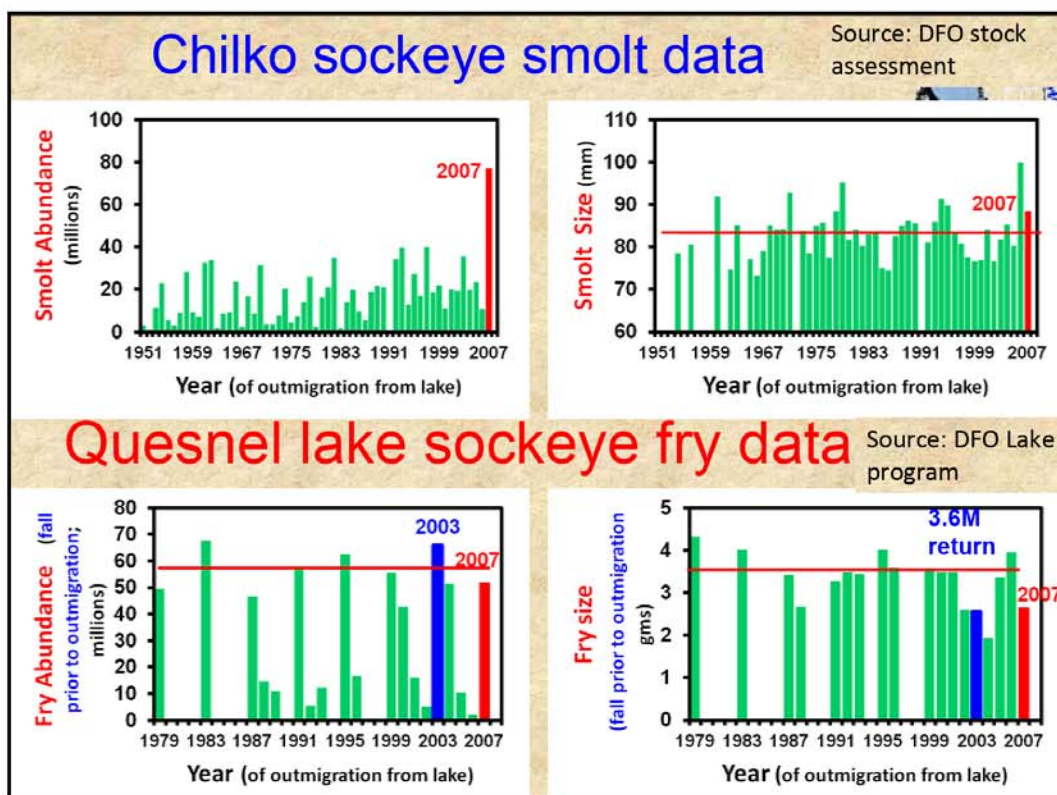 Chilko sockeye smolt data
Source: DFO stock
assessment
Smolt Abundance
(millions)
100
80
60
40
20
0
2007
1951 1959 1967 1975 1983 1991 1999 2007
Year (of outmigration from lake)
Smolt Size (mm)
110
100
90
80
70
60
2007
1951 1959 1967 1975 1983 1991 1999 2007
Year (of outmigration from lake)
Quesnel lake sockeye fry data
Source: DFO Lake
program
Fry Abundance (fall
prior to outmigration;
millions)
80
70
60
50
40
30
20
10
0
2003
2007
1979 1983 1987 1991 1995 1999 2003 2007
Year (of outmigration from lake)
Fry size
(fall prior to outmigration
gms)
5
4
3
2
1
0
3.6M
return
2007
1979 1983 1987 1991 1995 1999 2003 2007
Year (of outmigration from lake)